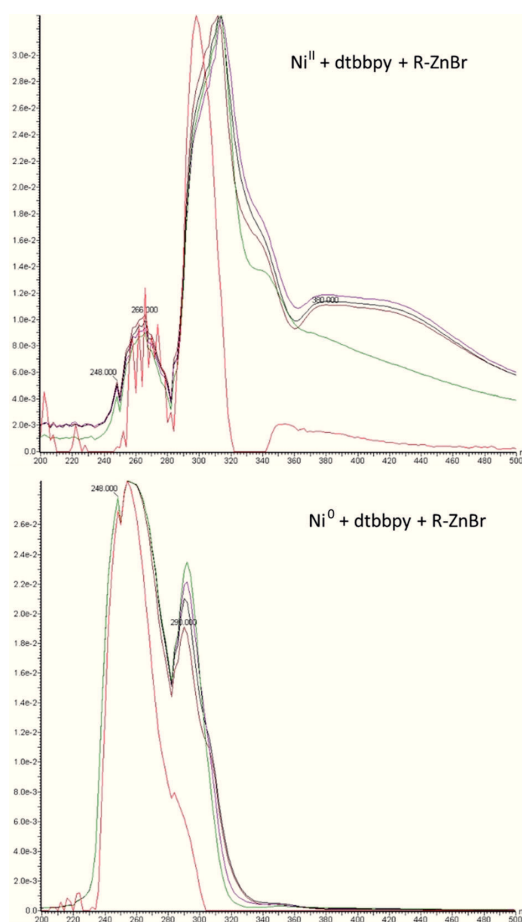 Ni^II + dtbbpy + R-ZnBr
3.0e-2
2.8e-2
2.6e-2
2.4e-2
2.2e-2
2.0e-2
1.8e-2
1.6e-2
1.4e-2
1.2e-2
1.0e-2
8.0e-3
6.0e-3
4.0e-3
2.0e-3
0.0
266.000
248.000
380.000
200 220 240 260 280 300 320 340 360 380 400 420 440 460 480 500
Ni^0 + dtbbpy + R-ZnBr
2.6e-2
2.4e-2
2.2e-2
2.0e-2
1.8e-2
1.6e-2
1.4e-2
1.2e-2
1.0e-2
8.0e-3
6.0e-3
4.0e-3
2.0e-3
0.0
248.000
200 220 240 260 280 300 320 340 360 380 400 420 440 460 480 500